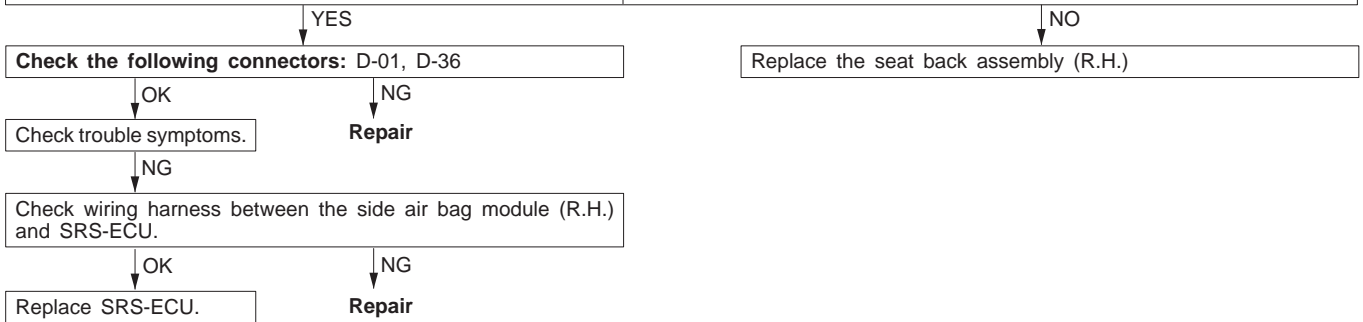 YES
NO
Check the following connectors: D-01, D-36
Replace the seat back assembly (R.H.)
OK
NG
Check trouble symptoms.
Repair
NG
Check wiring harness between the side air bag module (R.H.)
and SRS-ECU.
OK
NG
Replace SRS-ECU.
Repair